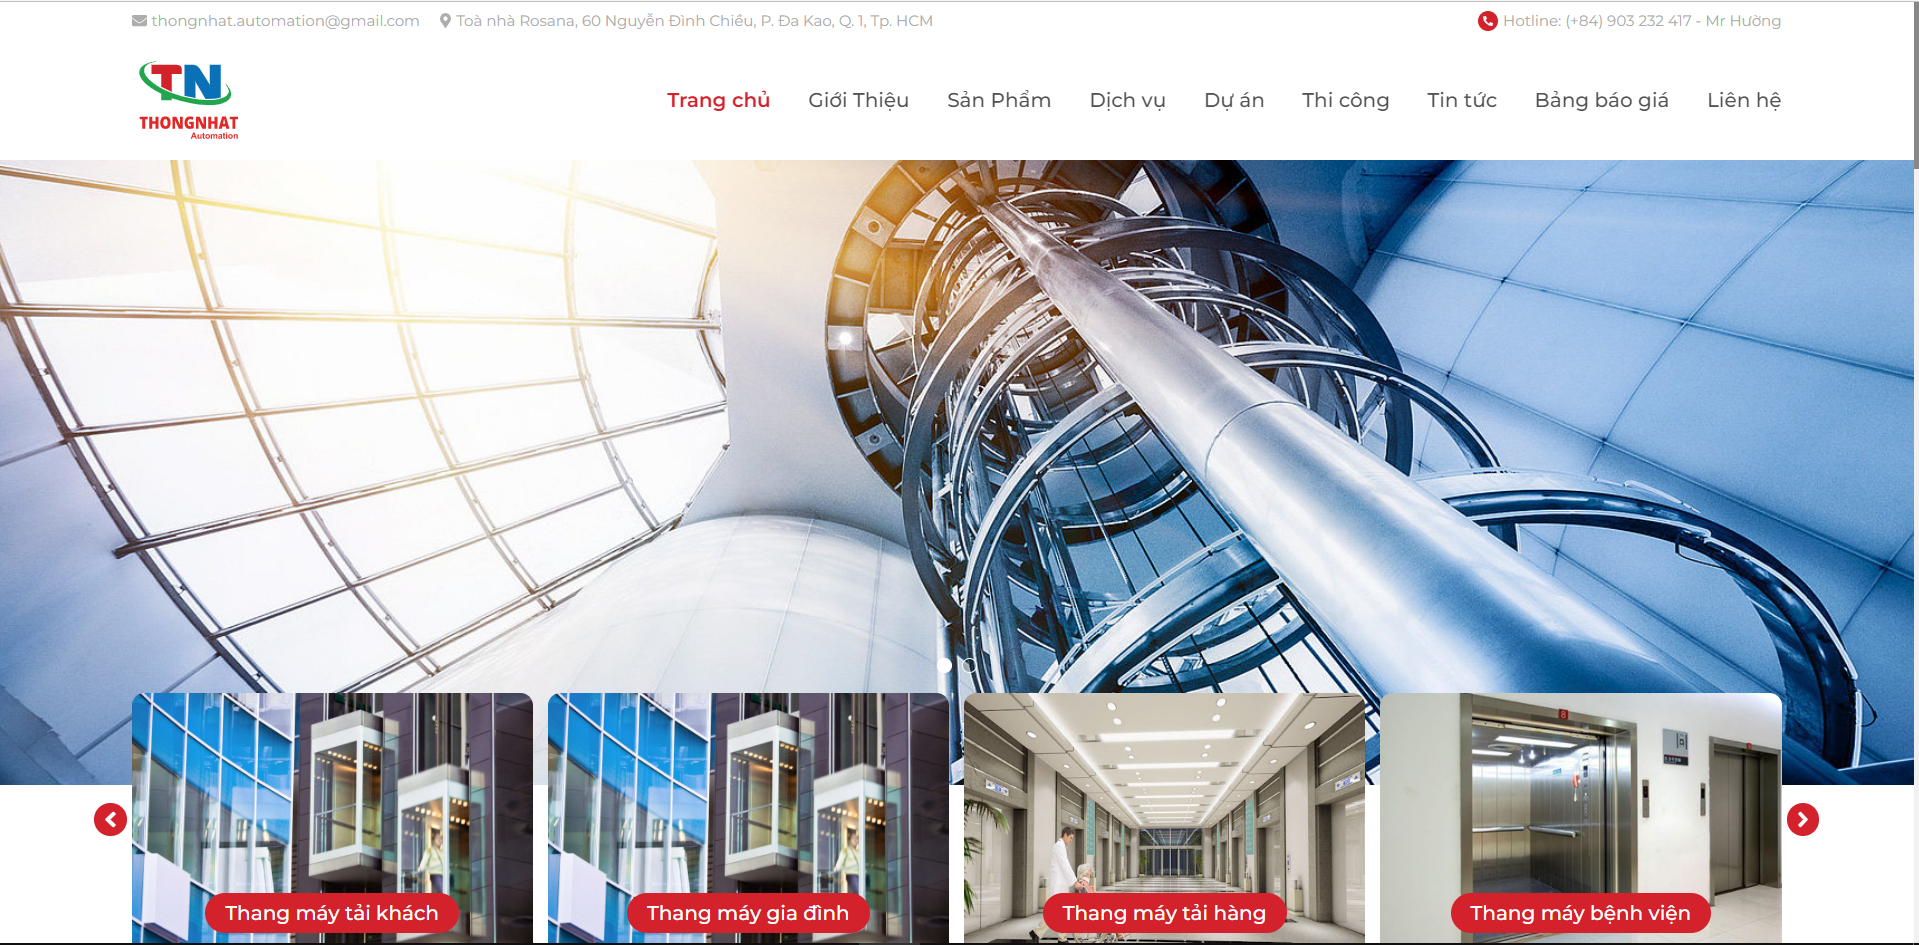 thongnhat.automation@gmail.com
Toà nhà Rosana, 60 Nguyễn Đình Chiểu, P. Đa Kao, Q. 1, Tp. HCM
Hotline: (+84) 903 232 417 - Mr Hường
TN
THONGNHAT
Automation
Trang chủ
Giới Thiệu
Sản Phẩm
Dịch vụ
Dự án
Thi công
Tin tức
Bảng báo giá
Liên hệ
8
Thang máy tải khách
Thang máy gia đình
Thang máy tải hàng
Thang máy bệnh viện